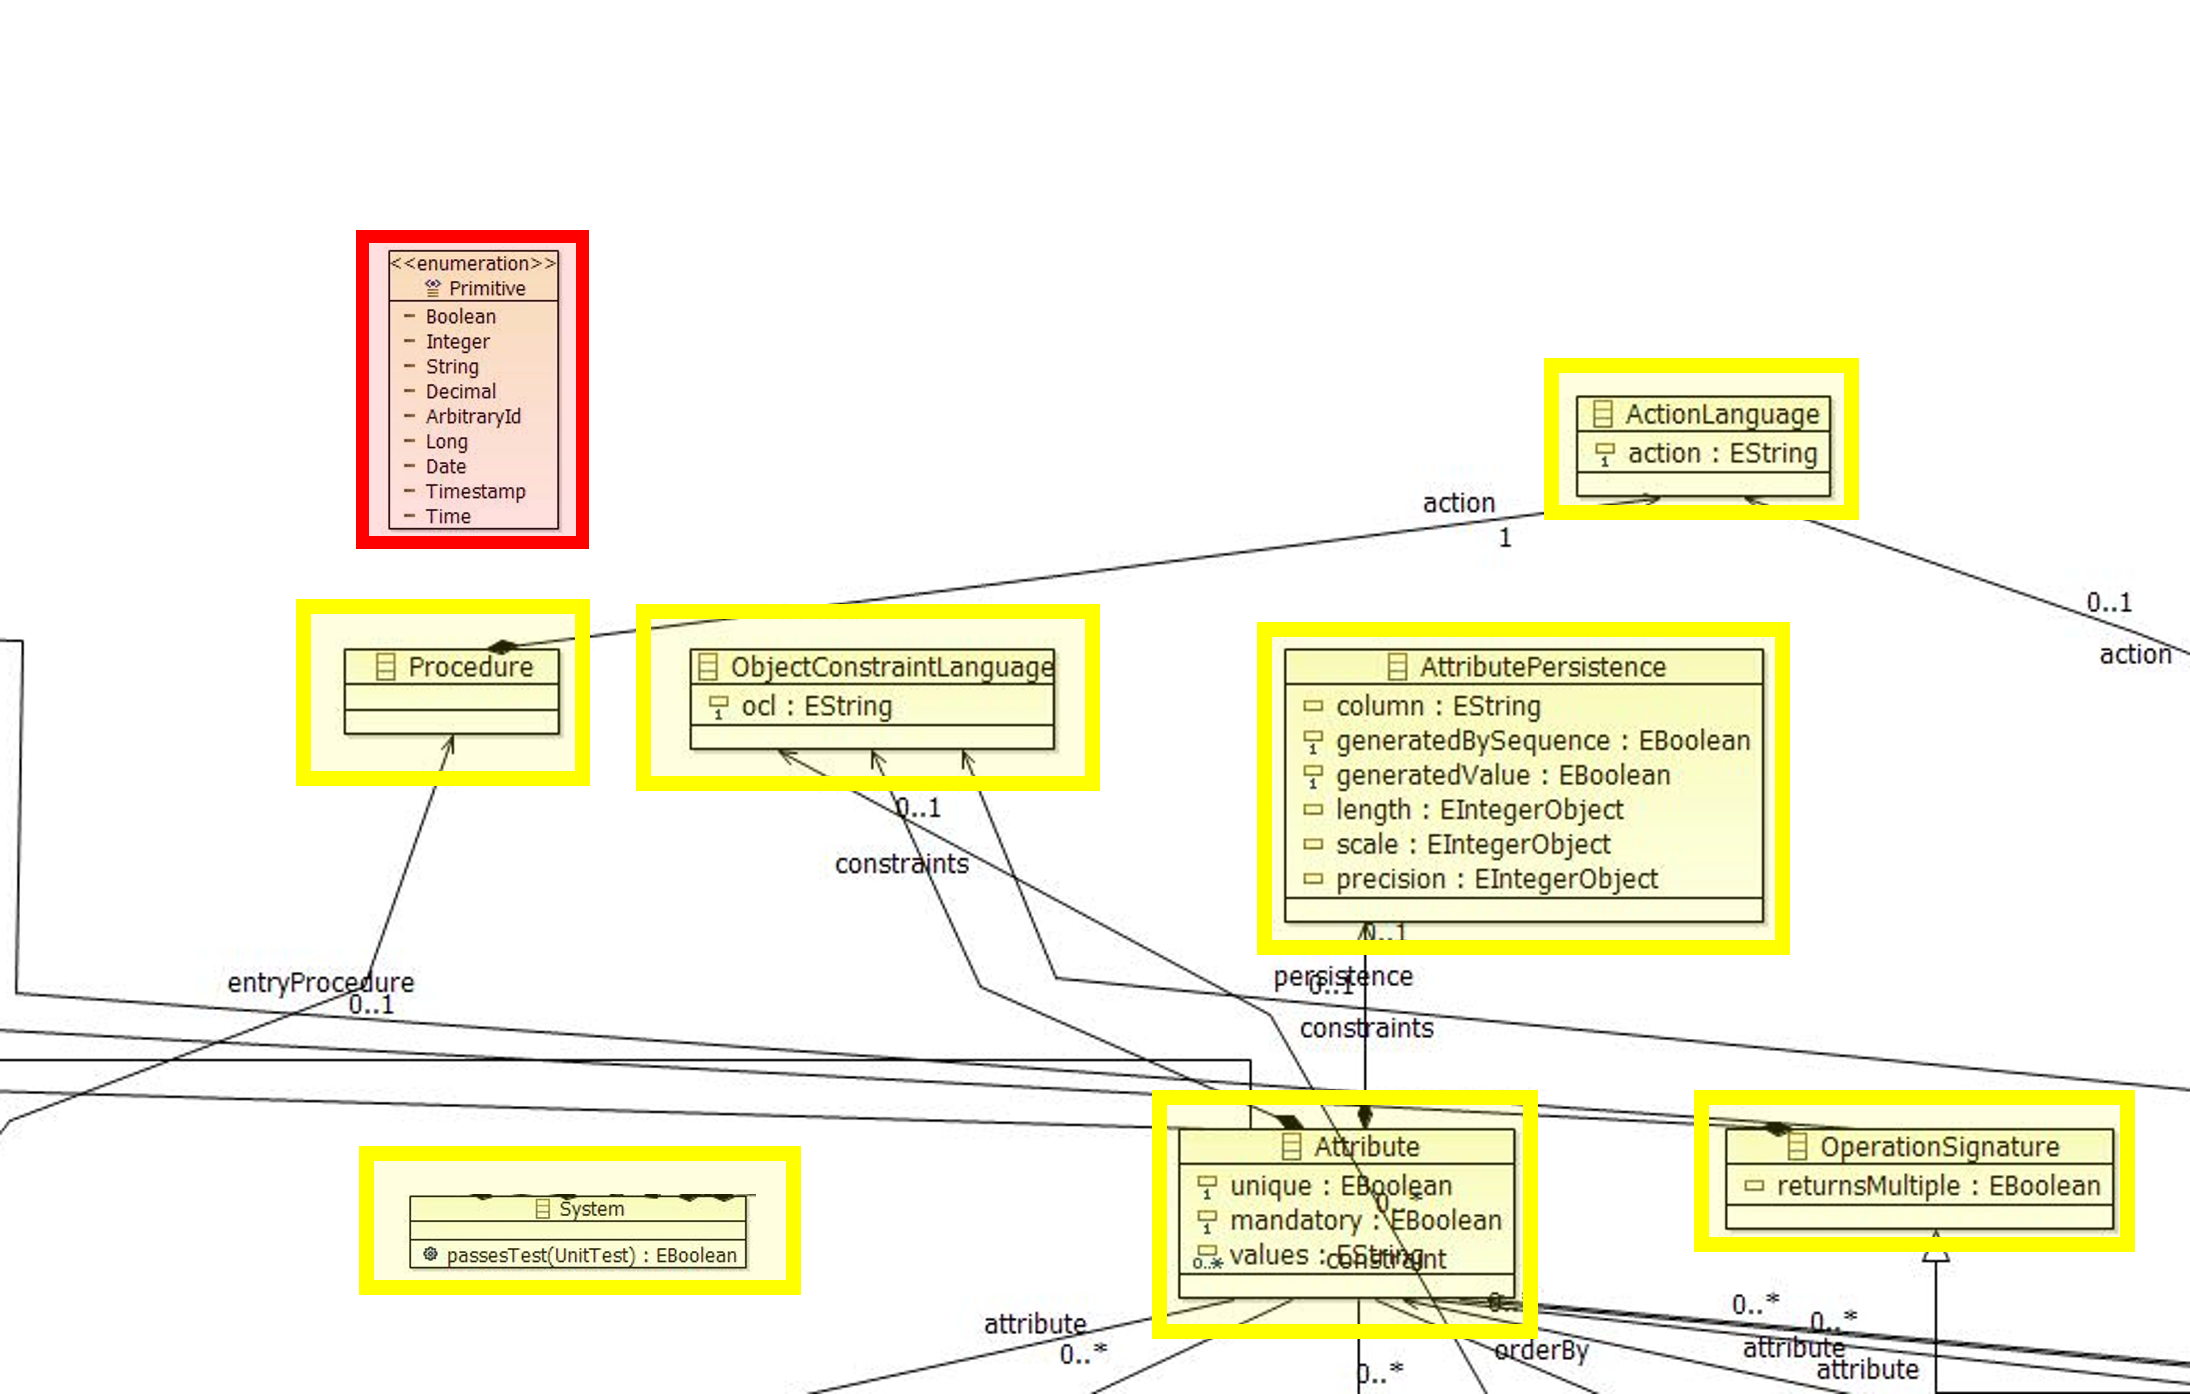 <<enumeration>>
Primitive
Boolean
Integer
String
Decimal
ArbitraryId
Long
Date
Timestamp
Time
ActionLanguage
action : EString
action
1
0..1
action
Procedure
ObjectConstraintLanguage
ocl : EString
AttributePersistence
column : EString
generatedBySequence : EBoolean
generatedValue : EBoolean
length : EIntegerObject
scale : EIntegerObject
precision : EIntegerObject
0..1
constraints
0..1
persistence
0..1
constraints
entryProcedure
0..1
System
passesTest(UnitTest) : EBoolean
Attribute
unique : EBoolean
mandatory : EBoolean
values : EString
0..*
constraint
OperationSignature
returnsMultiple : EBoolean
attribute
0..*
0..*
orderBy
0..*
0..*
attribute
attribute